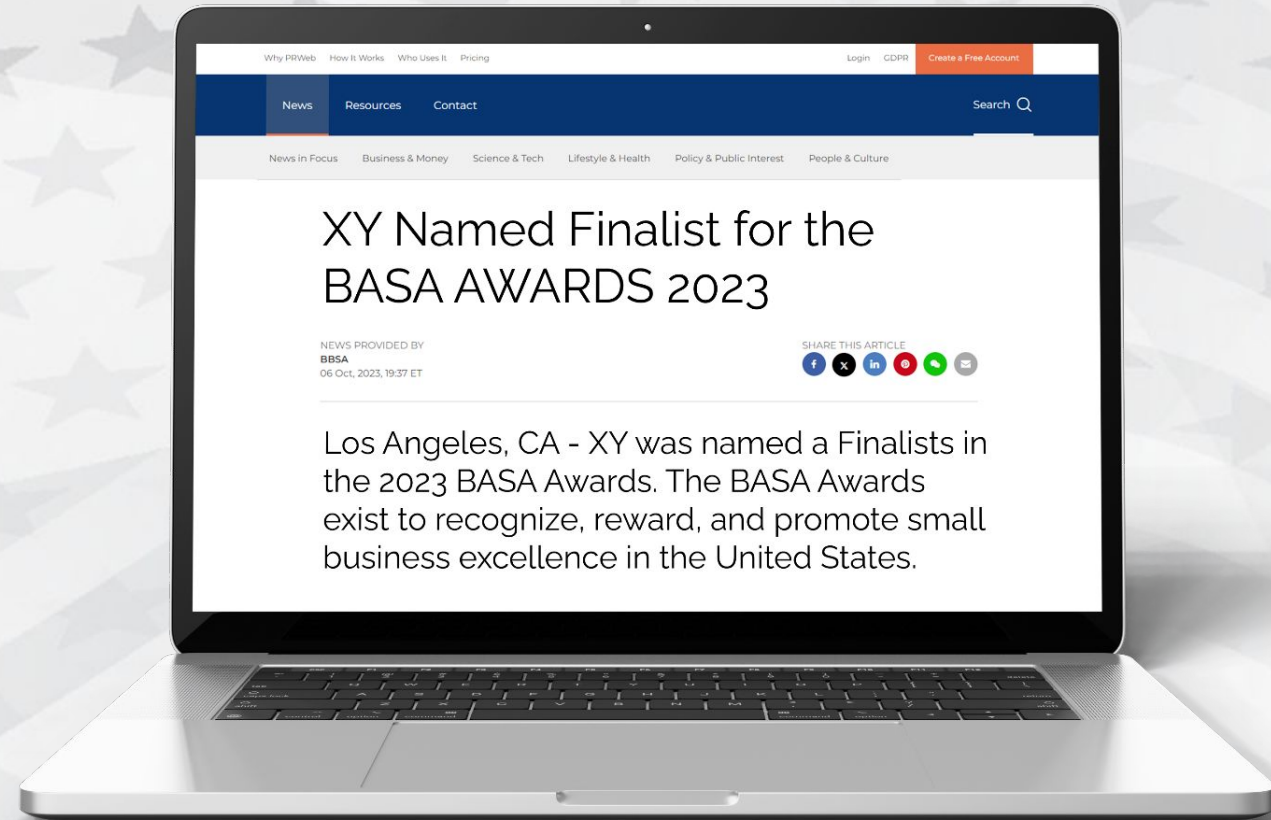 Why PRWeb How It Works Who Uses It Pricing Login GDPR Create a Free Account
News Resources Contact Search
News in Focus Business & Money Science & Tech Lifestyle & Health Policy & Public Interest People & Culture
XY Named Finalist for the
BASA AWARDS 2023
NEWS PROVIDED BY
BBSA
06 Oct, 2023, 19:37 ET
SHARE THIS ARTICLE
Los Angeles, CA - XY was named a Finalists in
the 2023 BASA Awards. The BASA Awards
exist to recognize, reward, and promote small
business excellence in the United States.